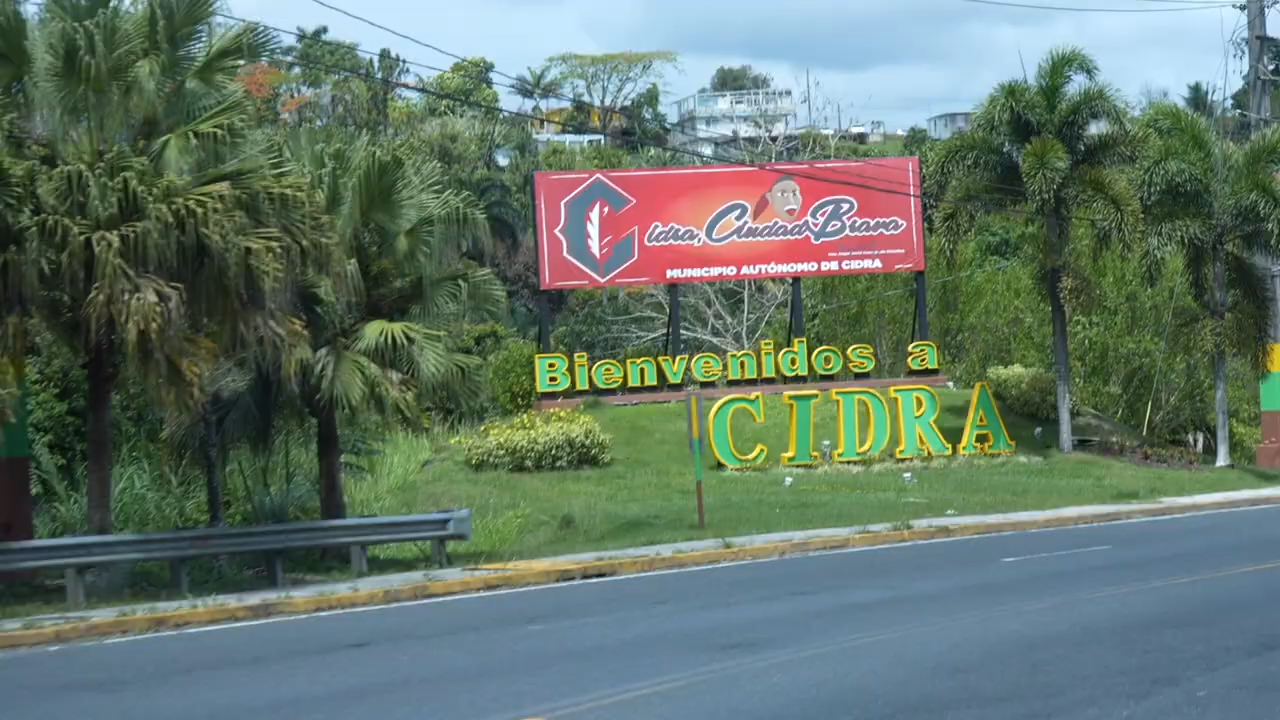 Cidra, Ciudad Brava
MUNICIPIO AUTÓNOMO DE CIDRA
Bienvenidos a
CIDRA